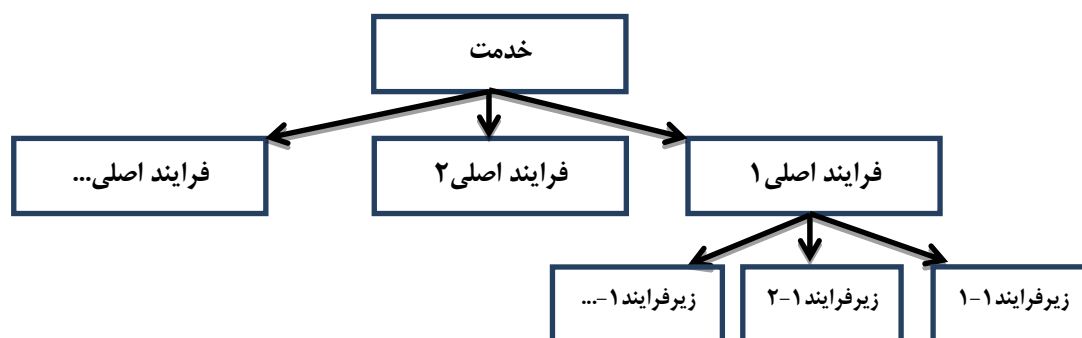 خدمت
فرایند اصلی۱
فرایند اصلی۲
فرایند اصلی...
زیرفرایند۱-۱
زیرفرایند۱-۲
زیرفرایند۱-...